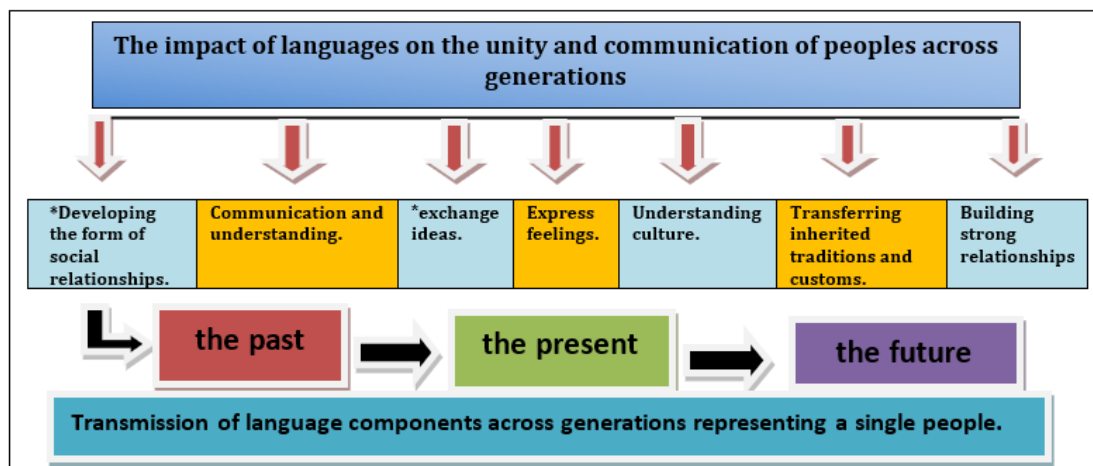 The impact of languages on the unity and communication of peoples across
generations
*Developing
the form of
social
relationships.
Communication and
understanding.
*exchange
ideas.
Express
feelings.
Understanding
culture.
Transferring
inherited
traditions and
customs.
Building
strong
relationships
the past
the present
the future
Transmission of language components across generations representing a single people.